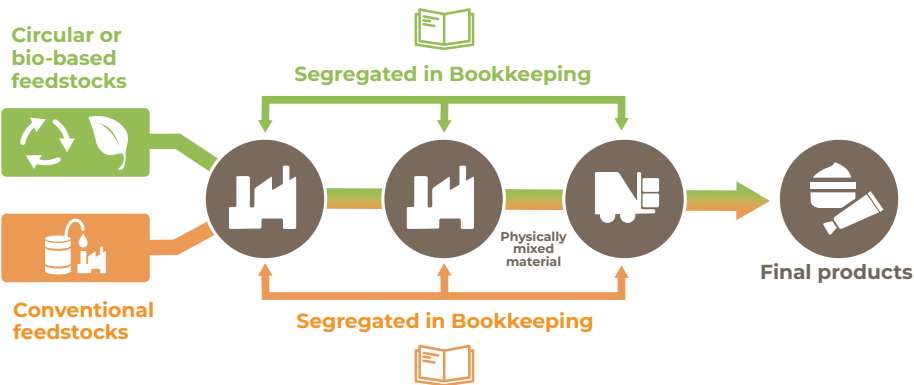 Circular or
bio-based
feedstocks
Segregated in Bookkeeping
Physically
mixed
material
Final products
Conventional
feedstocks
Segregated in Bookkeeping